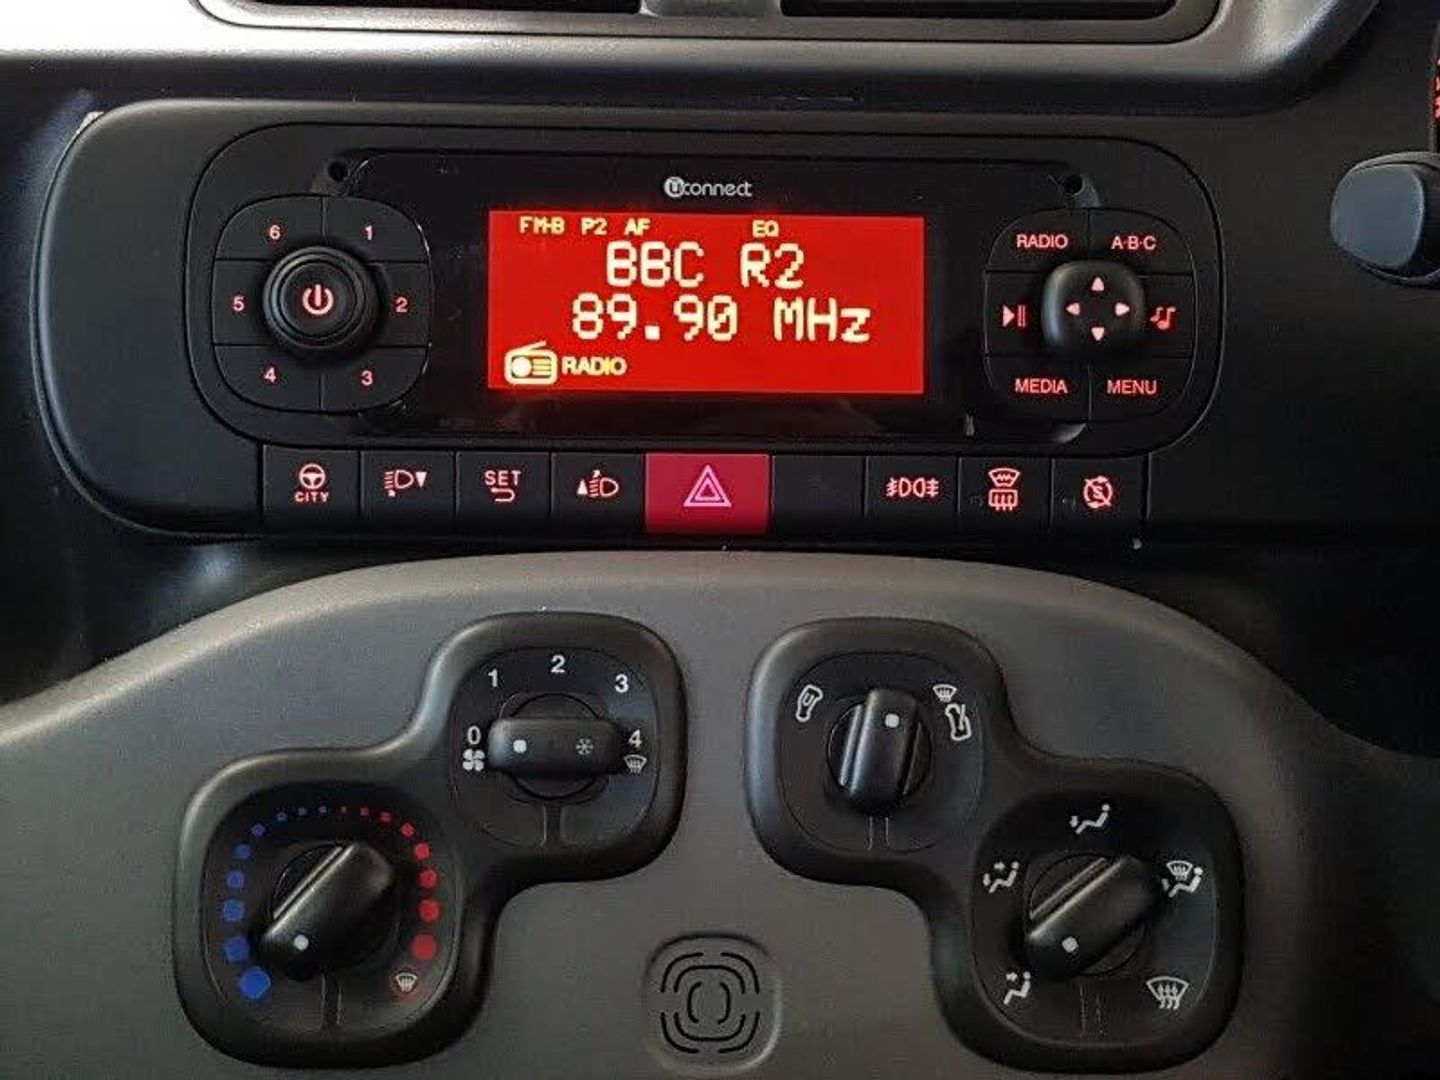 uconnect
FM-B P2 AF EQ
BBC R2
89.90 MHz
RADIO
6 1
5 2
4 3
RADIO A·B·C
MEDIA MENU
CITY
SET
0 1 2 3 4